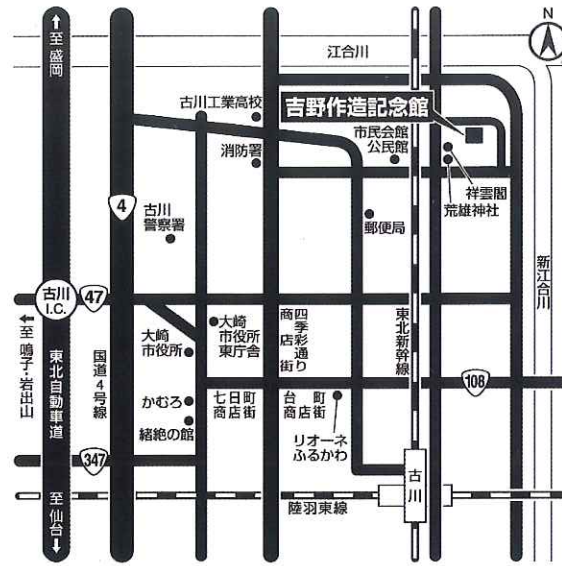 ↑至 盛岡
江合川
N
古川工業高校
吉野作造記念館
市民会館
公民館
消防署
祥雲閣
荒雄神社
4
古川
警察署
郵便局
新江合川
古川
I.C.
47
←至 鳴子・岩出山
東北自動車道
国道4号線
大崎
市役所
大崎
市役所
東庁舎
四季彩通り
商店街
東北新幹線
108
かむろ
緒絶の館
七日町
商店街
台町
商店街
リオーネ
ふるかわ
347
古川
陸羽東線
至 仙台→